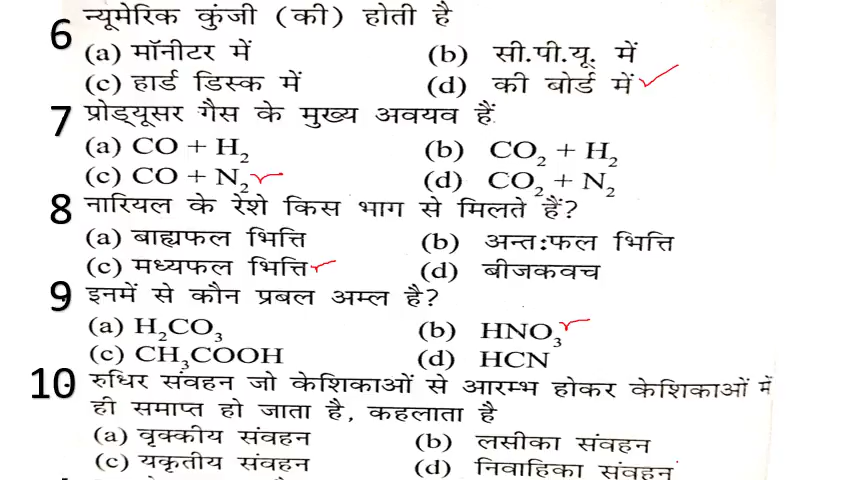 6 न्यूमेरिक कुंजी (की) होती है
(a) मॉनीटर में (b) सी.पी.यू. में
(c) हार्ड डिस्क में (d) की बोर्ड में
7 प्रोड्यूसर गैस के मुख्य अवयव हैं
(a) CO + H₂ (b) CO₂ + H₂
(c) CO + N₂ (d) CO₂ + N₂
8 नारियल के रेशे किस भाग से मिलते हैं?
(a) बाह्यफल भित्ति (b) अन्तःफल भित्ति
(c) मध्यफल भित्ति (d) बीजकवच
9 इनमें से कौन प्रबल अम्ल है?
(a) H₂CO₃ (b) HNO₃
(c) CH₃COOH (d) HCN
10 रुधिर संवहन जो केशिकाओं से आरम्भ होकर केशिकाओं में
ही समाप्त हो जाता है, कहलाता है
(a) वृक्कीय संवहन (b) लसीका संवहन
(c) यकृतीय संवहन (d) निवाहिका संवहन